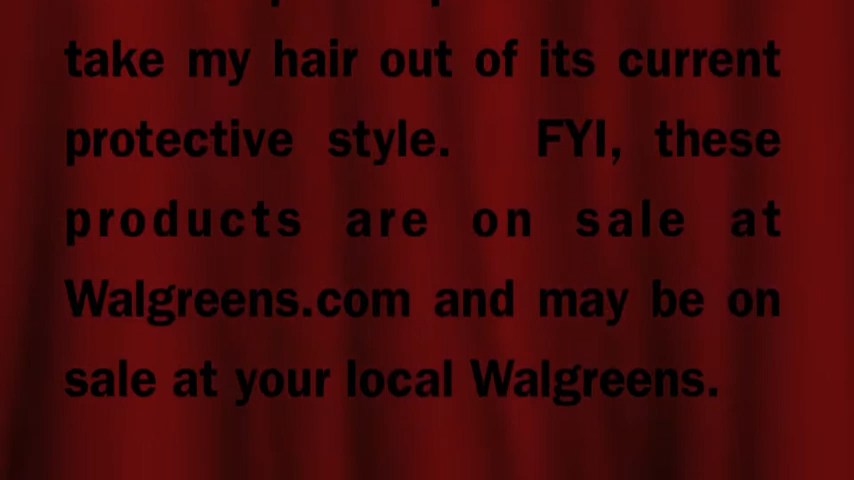 take my hair out of its current
protective style. FYI, these
products are on sale at
Walgreens.com and may be on
sale at your local Walgreens.